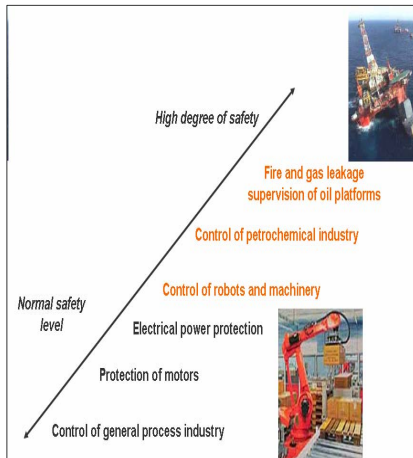 High degree of safety
Fire and gas leakage
supervision of oil platforms
Control of petrochemical industry
Control of robots and machinery
Normal safety
level
Electrical power protection
Protection of motors
Control of general process industry